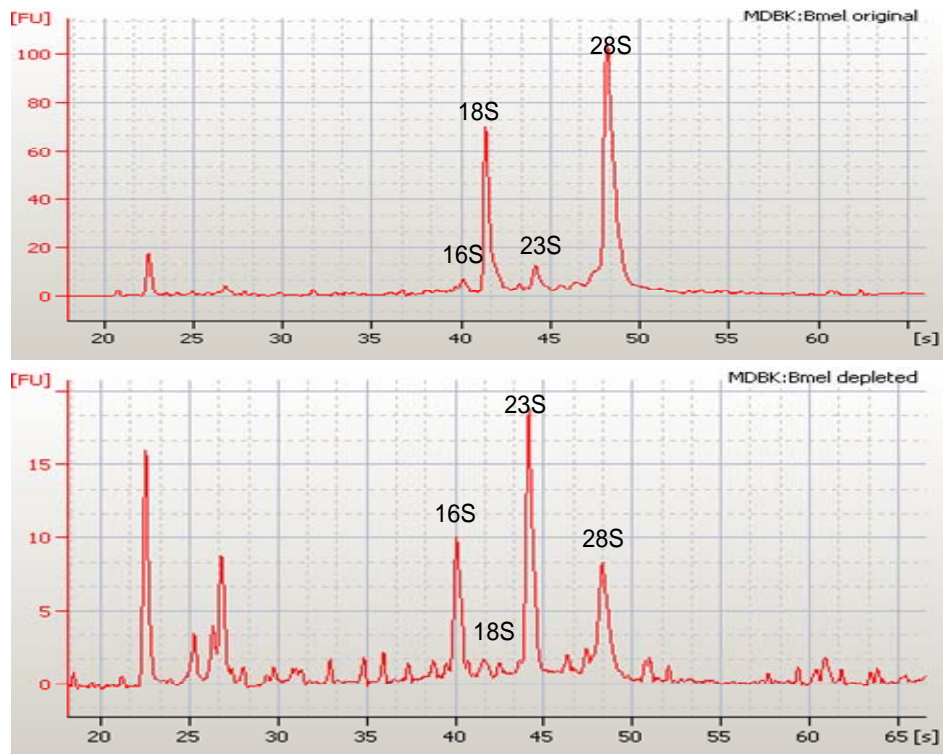 [FU]
MDBK:Bmel original
100
80
60
40
20
0
28S
18S
16S
23S
20 25 30 35 40 45 50 55 60 [s]
[FU]
MDBK:Bmel depleted
15
10
5
0
23S
16S
28S
18S
20 25 30 35 40 45 50 55 60 65 [s]